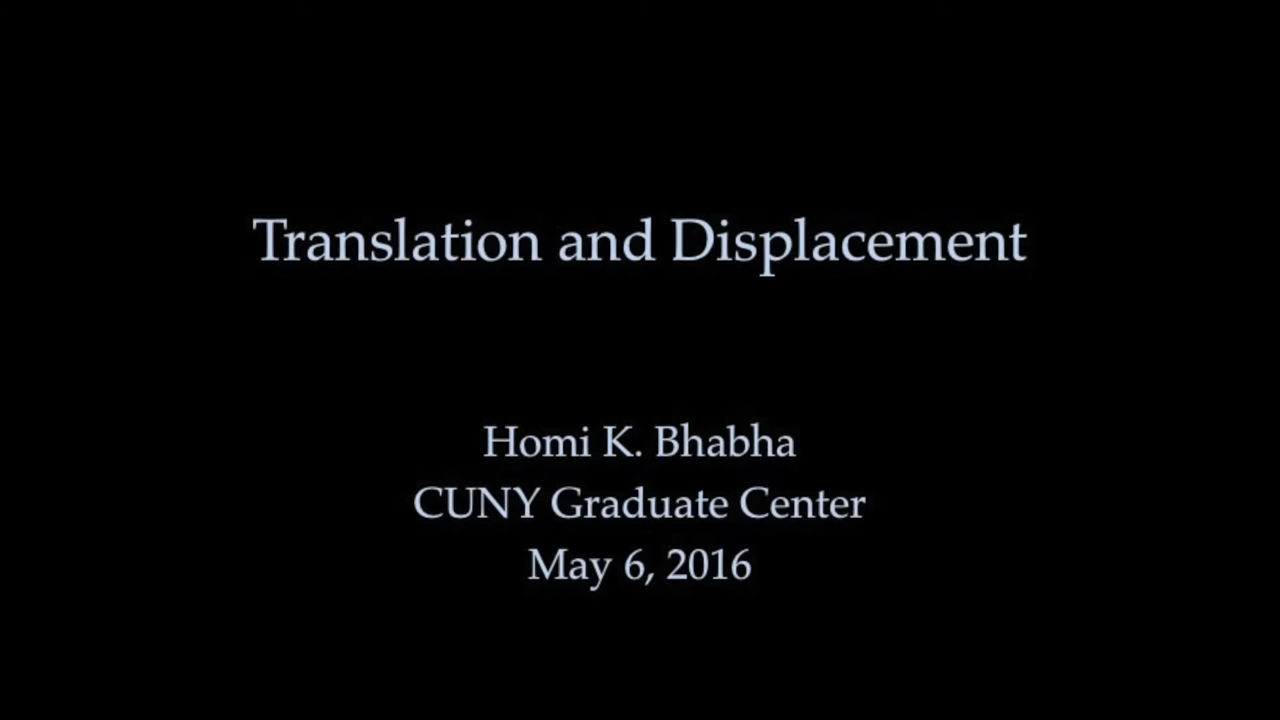 Translation and Displacement
Homi K. Bhabha
CUNY Graduate Center
May 6, 2016